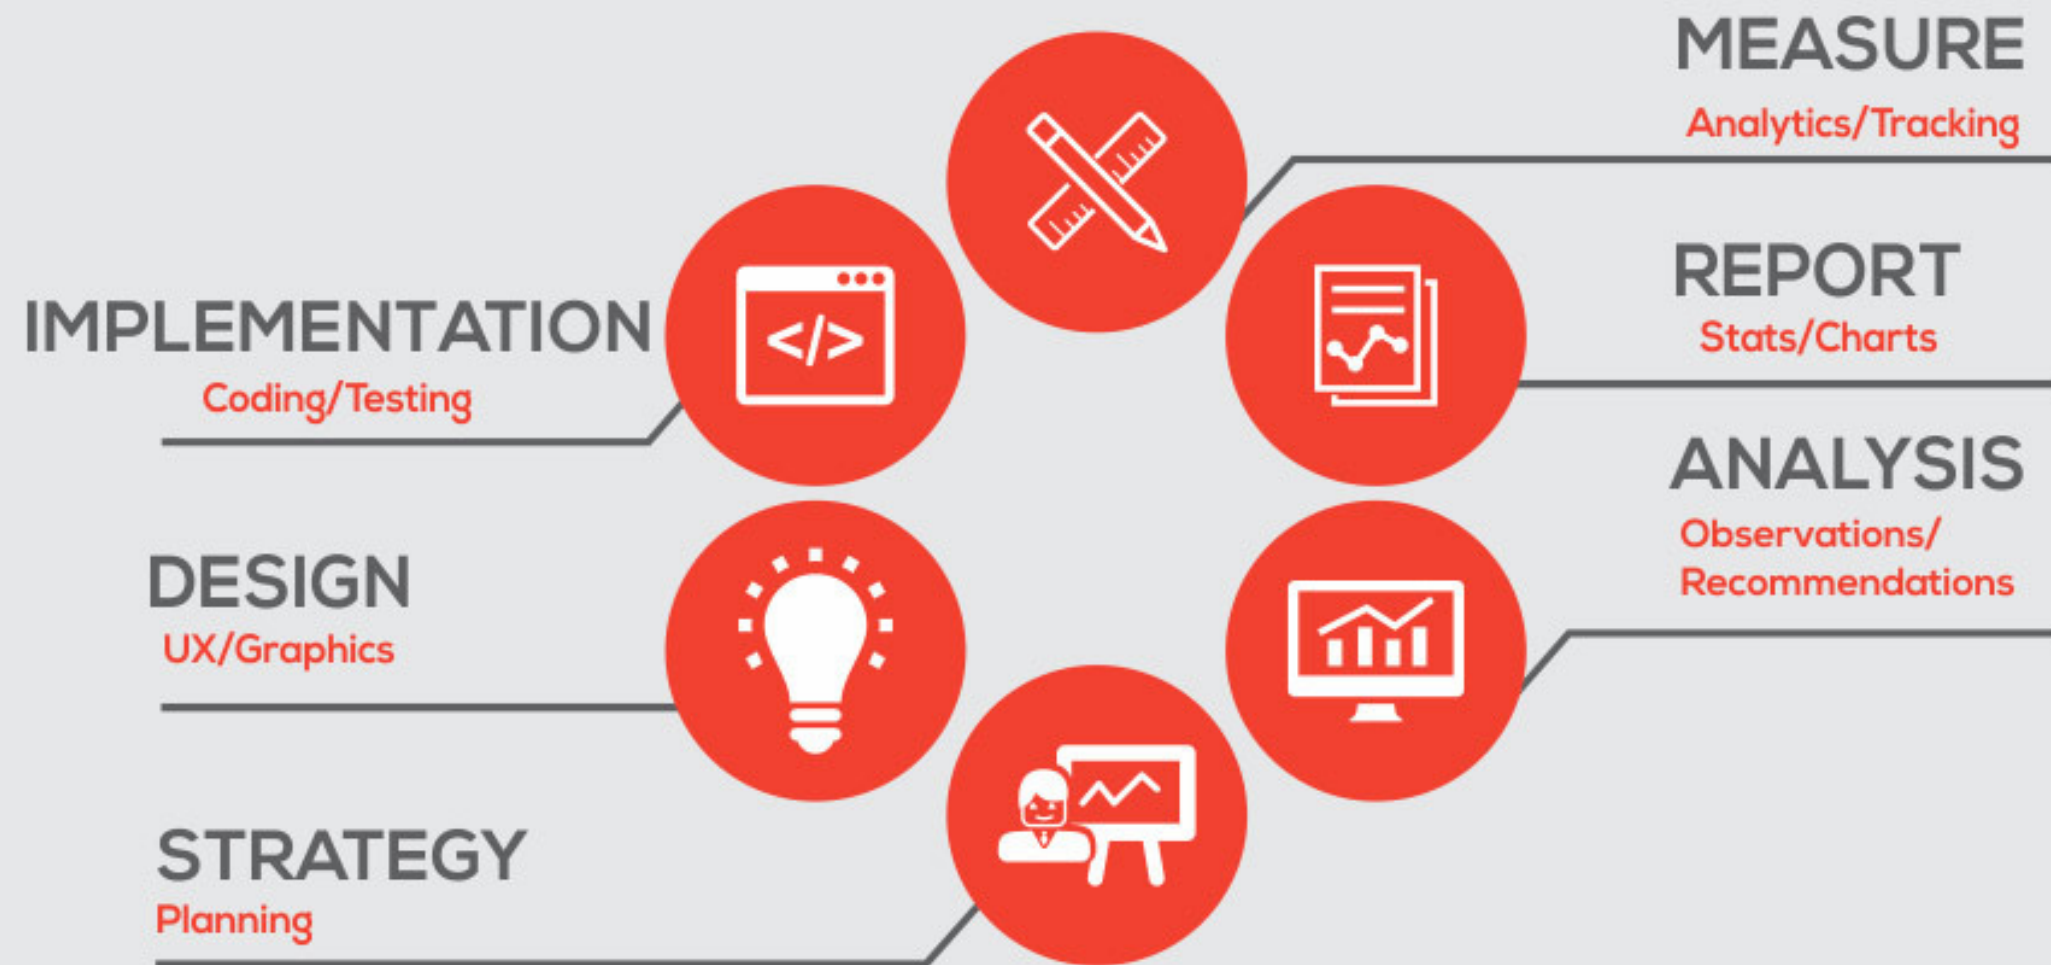 MEASURE
Analytics/Tracking
REPORT
Stats/Charts
ANALYSIS
Observations/
Recommendations
IMPLEMENTATION
Coding/Testing
</>
DESIGN
UX/Graphics
STRATEGY
Planning